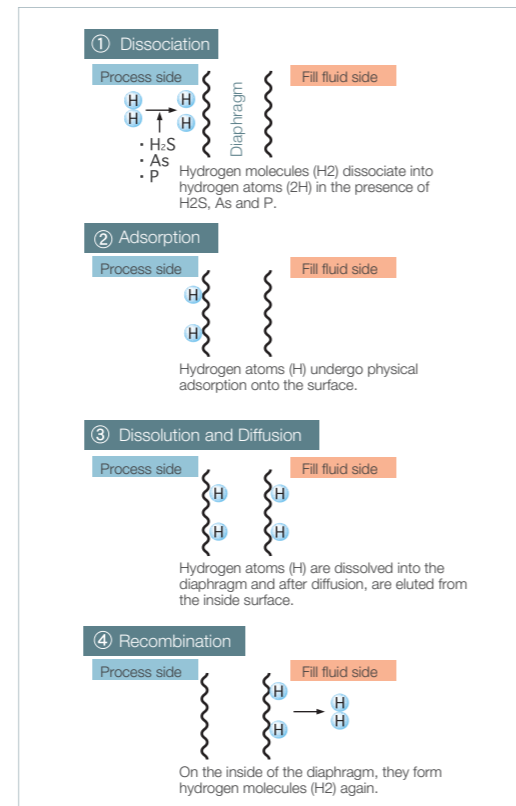 ① Dissociation
Process side
Fill fluid side
H
H
H
H
Diaphragm
· H₂S
· As
· P
Hydrogen molecules (H2) dissociate into
hydrogen atoms (2H) in the presence of
H2S, As and P.
② Adsorption
Process side
Fill fluid side
H
H
Hydrogen atoms (H) undergo physical
adsorption onto the surface.
③ Dissolution and Diffusion
Process side
Fill fluid side
H
H
H
H
Hydrogen atoms (H) are dissolved into the
diaphragm and after diffusion, are eluted from
the inside surface.
④ Recombination
Process side
Fill fluid side
H
H
H
H
On the inside of the diaphragm, they form
hydrogen molecules (H2) again.